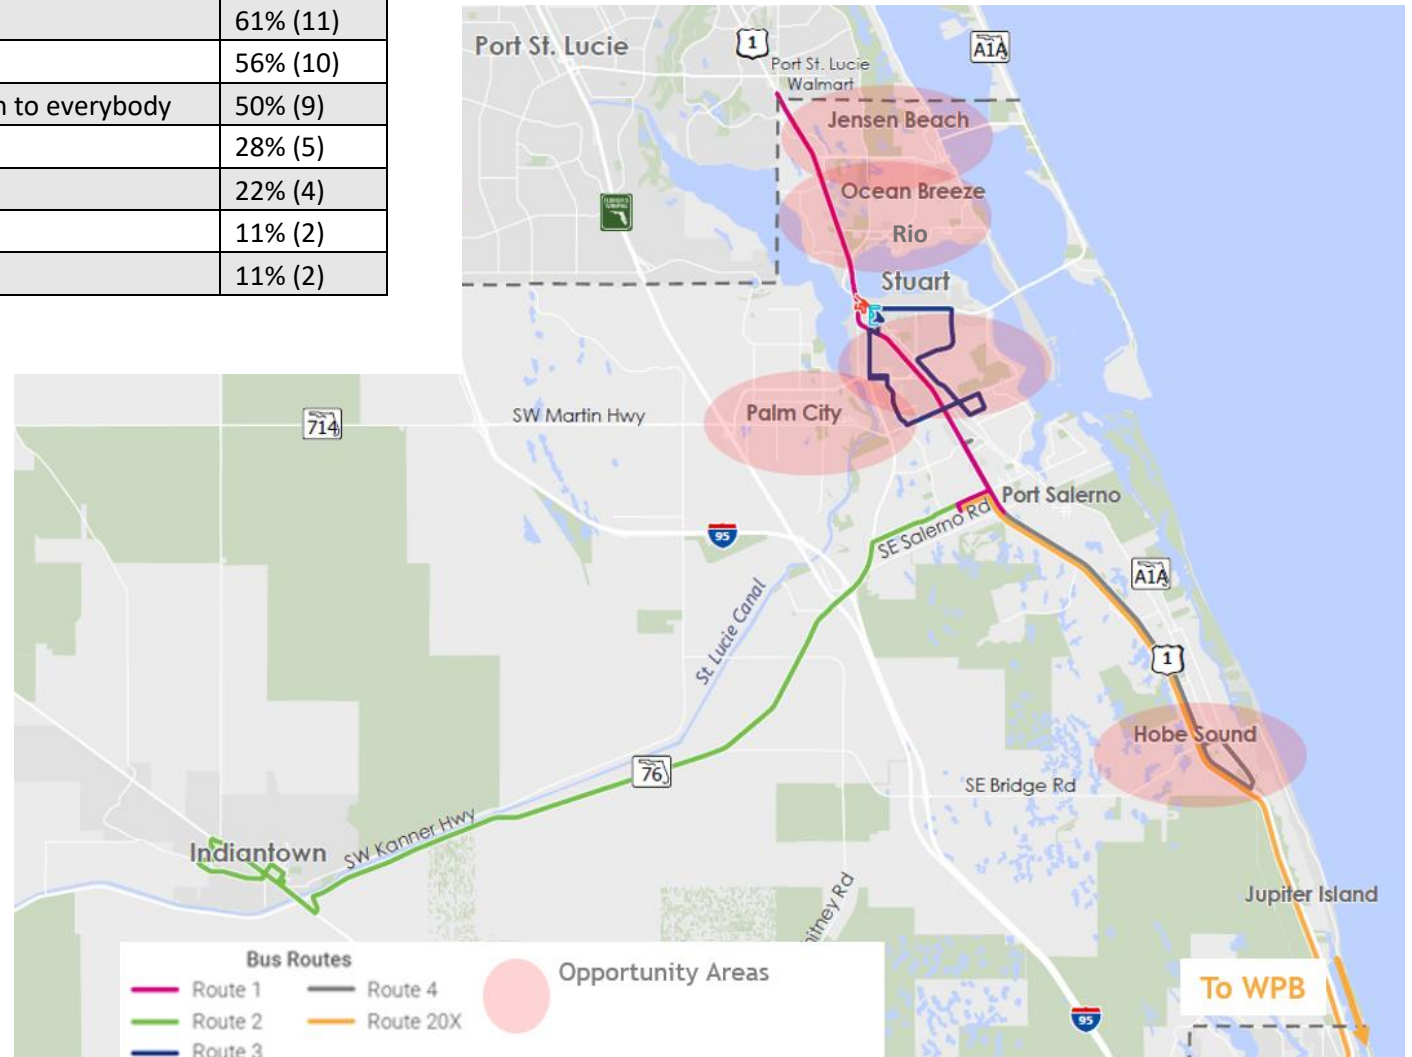 61% (11)
56% (10)
to everybody 50% (9)
28% (5)
22% (4)
11% (2)
11% (2)
Port St. Lucie
1
A1A
Port St. Lucie
Walmart
Jensen Beach
Ocean Breeze
Rio
Stuart
714
SW Martin Hwy
Palm City
Port Salerno
SE Salerno Rd
95
A1A
St. Lucie Canal
1
Hobe Sound
76
SE Bridge Rd
SW Kanner Hwy
Indiantown
Jupiter Island
Rd
Bus Routes
Route 1
Route 4
Opportunity Areas
Route 2
Route 20X
Route 3
To WPB
95